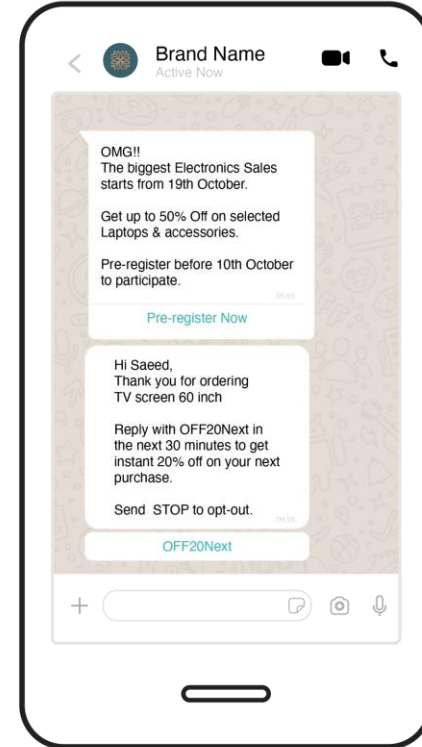 Brand Name
Active Now
OMG!!
The biggest Electronics Sales
starts from 19th October.
Get up to 50% Off on selected
Laptops & accessories.
Pre-register before 10th October
to participate.
Pre-register Now
Hi Saeed,
Thank you for ordering
TV screen 60 inch
Reply with OFF20Next in
the next 30 minutes to get
instant 20% off on your next
purchase.
Send STOP to opt-out.
OFF20Next